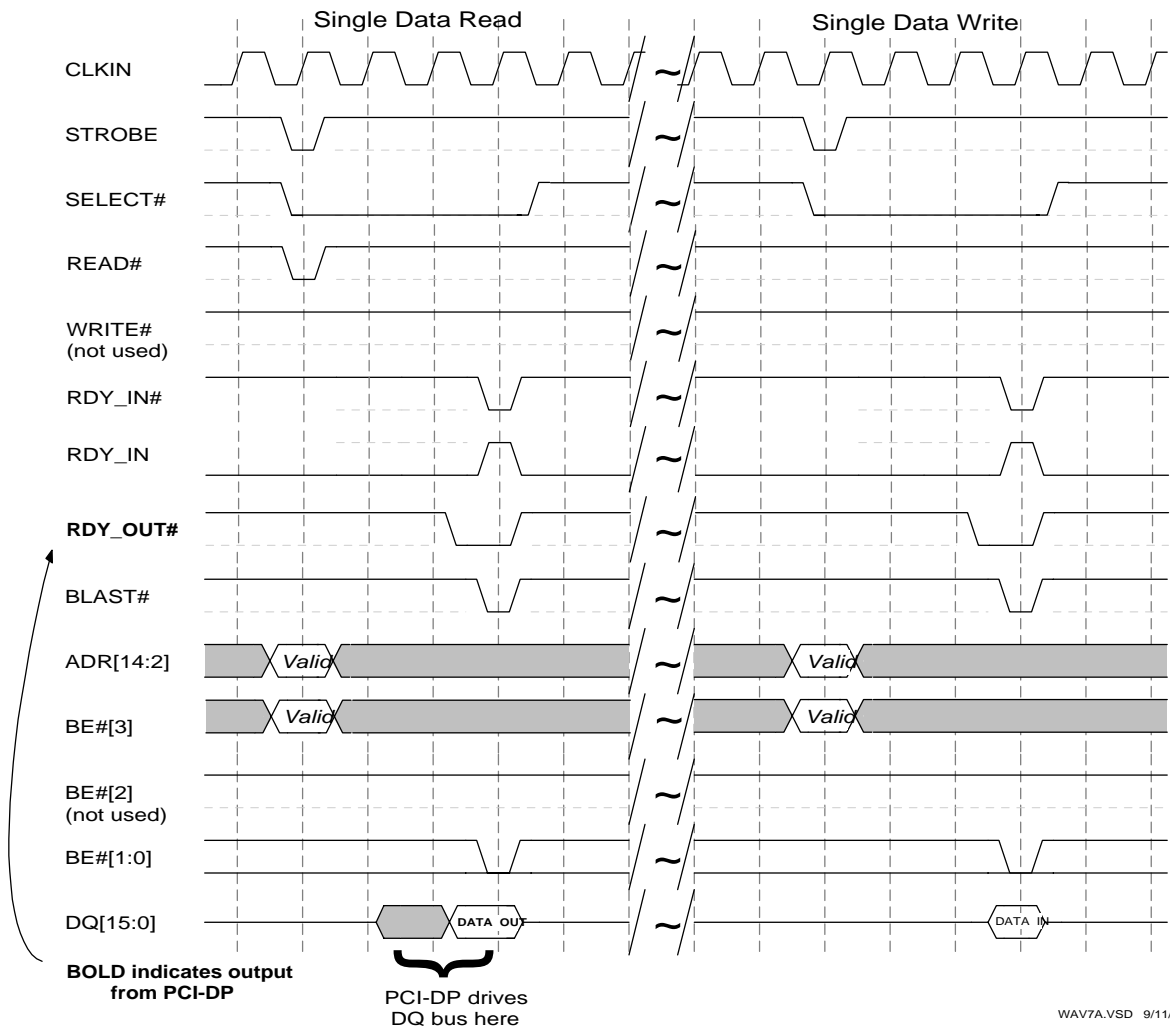 Single Data Read
Single Data Write
CLKIN
~
STROBE
~
SELECT#
~
READ#
~
WRITE#
(not used)
~
RDY_IN#
~
RDY_IN
~
RDY_OUT#
~
BLAST#
~
ADR[14:2]
Valid
~
Valid
BE#[3]
Valid
~
Valid
BE#[2]
(not used)
~
BE#[1:0]
~
DQ[15:0]
DATA OUT
~
DATA IN
BOLD indicates output
from PCI-DP
PCI-DP drives
DQ bus here
WAV7A.VSD 9/11/